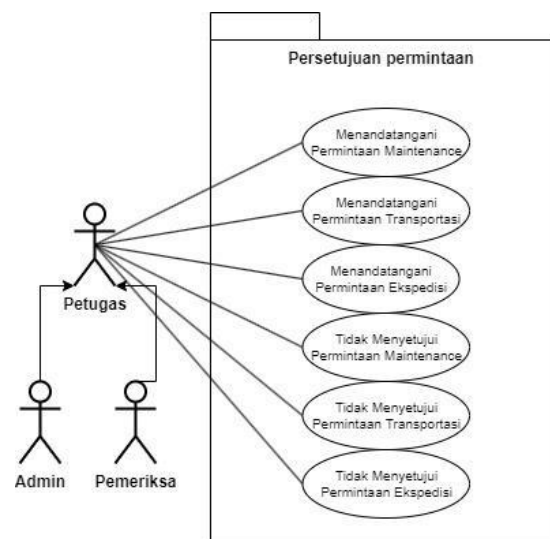 Persetujuan permintaan
Menandatangani
Permintaan Maintenance
Menandatangani
Permintaan Transportasi
Menandatangani
Permintaan Ekspedisi
Tidak Menyetujui
Permintaan Maintenance
Tidak Menyetujui
Permintaan Transportasi
Tidak Menyetujui
Permintaan Ekspedisi
Petugas
Admin
Pemeriksa